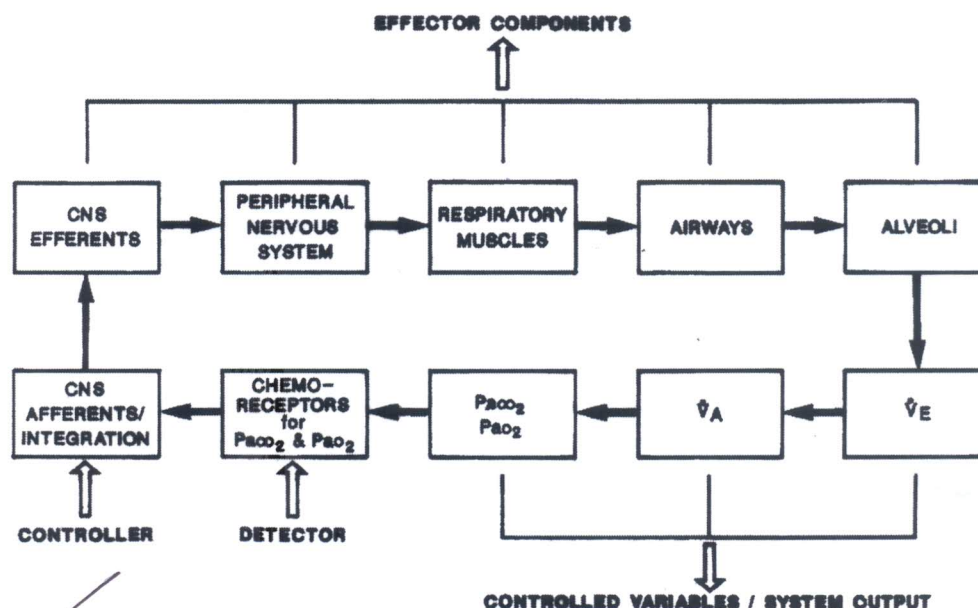 EFFECTOR COMPONENTS
CNS
EFFERENTS
PERIPHERAL
NERVOUS
SYSTEM
RESPIRATORY
MUSCLES
AIRWAYS
ALVEOLI
CNS
AFFERENTS/
INTEGRATION
CHEMO-
RECEPTORS
for
Paco₂ & Pao₂
Paco₂
Pao₂
V̇A
V̇E
CONTROLLER
DETECTOR
CONTROLLED VARIABLES / SYSTEM OUTPUT